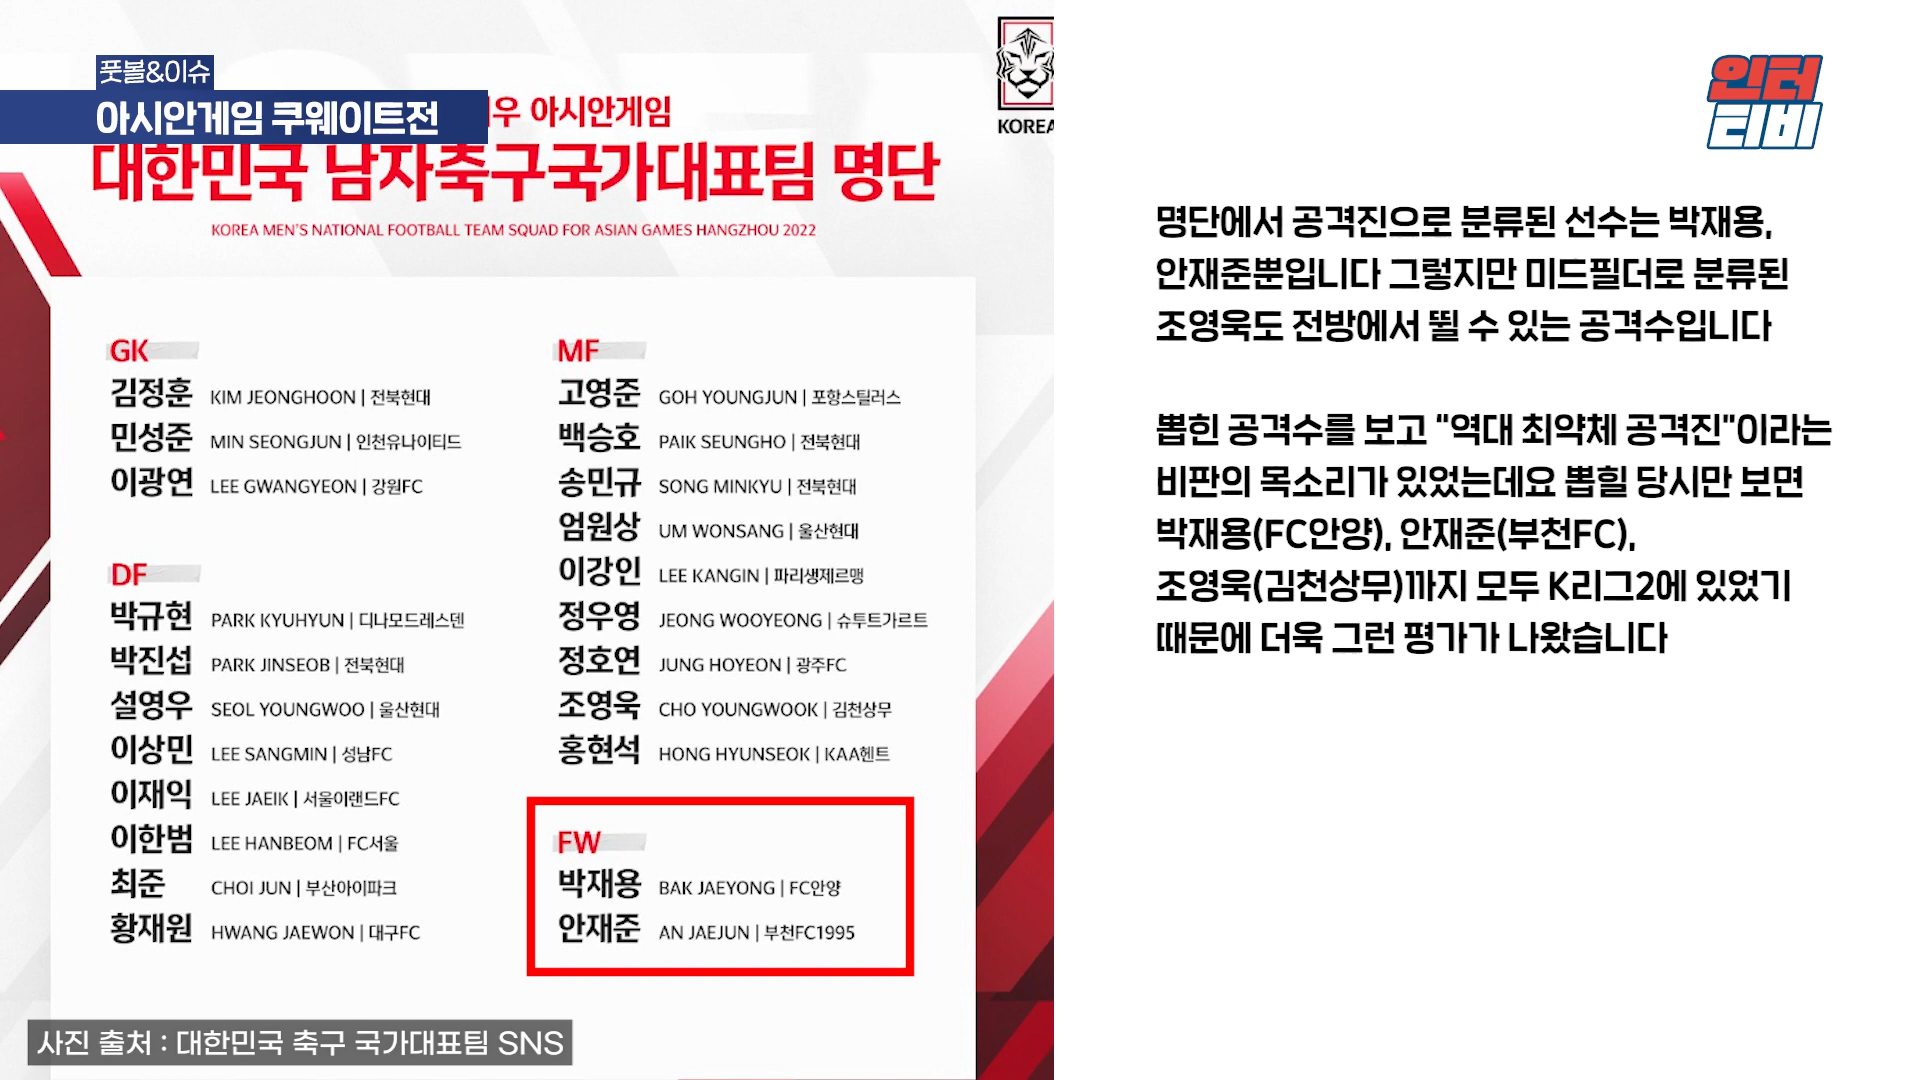 풋볼&이슈
아시안게임 쿠웨이트전
우 아시안게임
대한민국 남자축구국가대표팀 명단
KOREA MEN'S NATIONAL FOOTBALL TEAM SQUAD FOR ASIAN GAMES HANGZHOU 2022
KOREA
GK
김정훈 KIM JEONGHOON | 전북현대
민성준 MIN SEONGJUN | 인천유나이티드
이광연 LEE GWANGYEON | 강원FC
DF
박규현 PARK KYUHYUN | 디나모드레스덴
박진섭 PARK JINSEOB | 전북현대
설영우 SEOL YOUNGWOO | 울산현대
이상민 LEE SANGMIN | 성남FC
이재익 LEE JAEIK | 서울이랜드FC
이한범 LEE HANBEOM | FC서울
최준 CHOI JUN | 부산아이파크
황재원 HWANG JAEWON | 대구FC
MF
고영준 GOH YOUNGJUN | 포항스틸러스
백승호 PAIK SEUNGHO | 전북현대
송민규 SONG MINKYU | 전북현대
엄원상 UM WONSANG | 울산현대
이강인 LEE KANGIN | 파리생제르맹
정우영 JEONG WOOYEONG | 슈투트가르트
정호연 JUNG HOYEON | 광주FC
조영욱 CHO YOUNGWOOK | 김천상무
홍현석 HONG HYUNSEOK | KAA헨트
FW
박재용 BAK JAEYONG | FC안양
안재준 AN JAEJUN | 부천FC1995
사진 출처 : 대한민국 축구 국가대표팀 SNS
인터
티비
명단에서 공격진으로 분류된 선수는 박재용,
안재준뿐입니다 그렇지만 미드필더로 분류된
조영욱도 전방에서 뛸 수 있는 공격수입니다
뽑힌 공격수를 보고 “역대 최약체 공격진"이라는
비판의 목소리가 있었는데요 뽑힐 당시만 보면
박재용(FC안양), 안재준(부천FC),
조영욱(김천상무)까지 모두 K리그2에 있었기
때문에 더욱 그런 평가가 나왔습니다